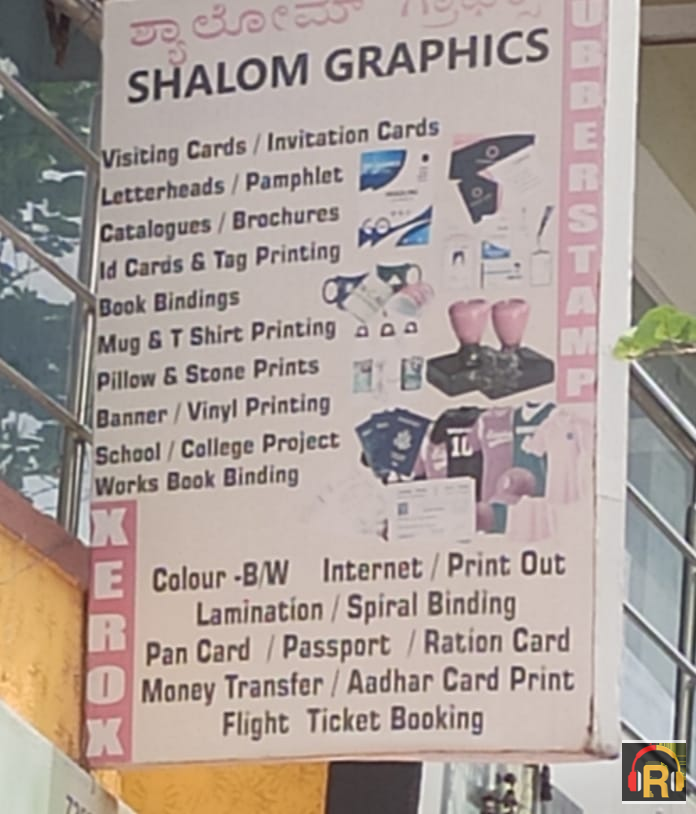 ಶ್ಯಾಲೋಮ್ ಗ್ರಾಫಿಕ್ಸ್
SHALOM GRAPHICS
Visiting Cards / Invitation Cards
Letterheads / Pamphlet
Catalogues / Brochures
Id Cards & Tag Printing
Book Bindings
Mug & T Shirt Printing
Pillow & Stone Prints
Banner / Vinyl Printing
School / College Project
Works Book Binding
UBBERSTAMP
XEROX
Colour -B/W Internet / Print Out
Lamination / Spiral Binding
Pan Card / Passport / Ration Card
Money Transfer / Aadhar Card Print
Flight Ticket Booking
R